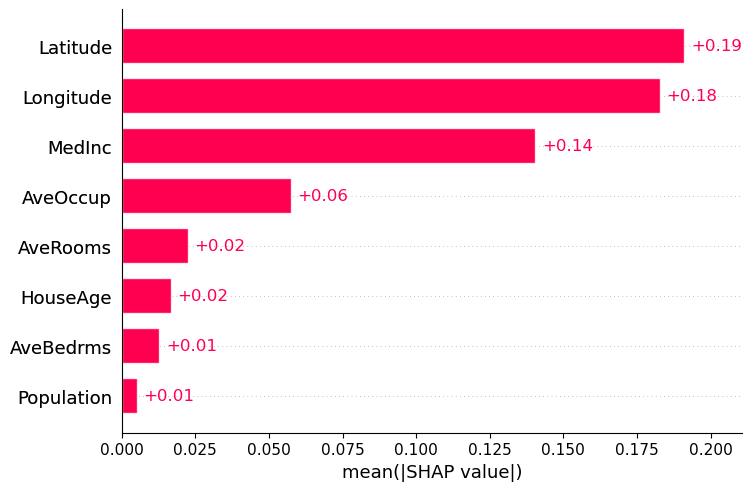 Latitude +0.19
Longitude +0.18
MedInc +0.14
AveOccup +0.06
AveRooms +0.02
HouseAge +0.02
AveBedrms +0.01
Population +0.01
0.000 0.025 0.050 0.075 0.100 0.125 0.150 0.175 0.200
mean(|SHAP value|)